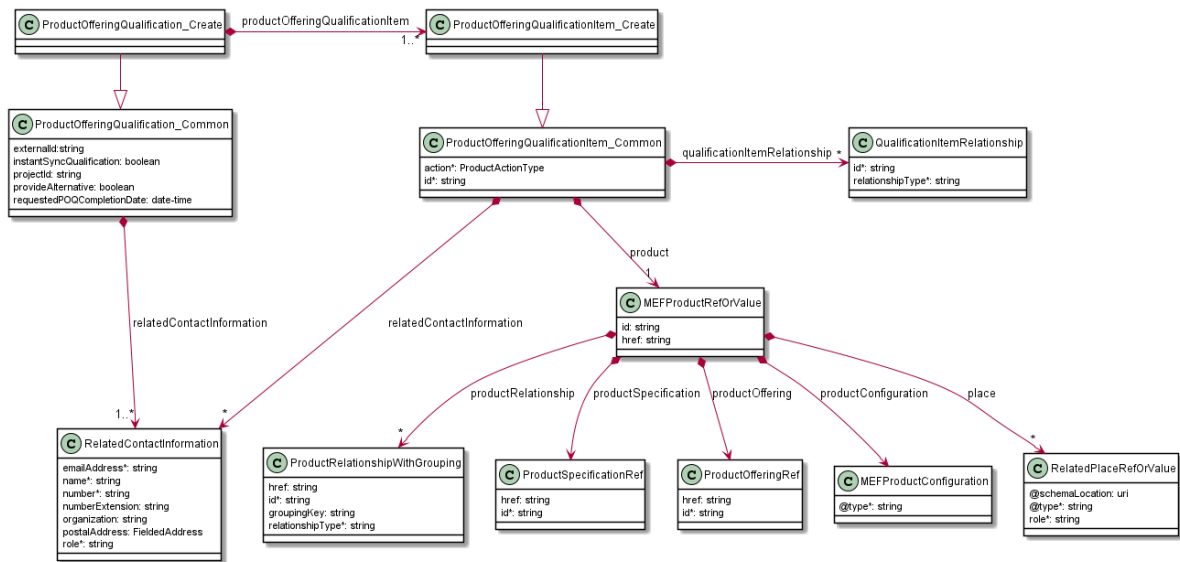 C ProductOfferingQualification_Create
productOfferingQualificationItem
1..*
C ProductOfferingQualificationItem_Create
C ProductOfferingQualification_Common
externalId:string
instantSyncQualification: boolean
projectId: string
provideAlternative: boolean
requestedPOQCompletionDate: date-time
C ProductOfferingQualificationItem_Common
action*: ProductActionType
id*: string
qualificationItemRelationship
*
C QualificationItemRelationship
id*: string
relationshipType*: string
product
1
C MEFProductRefOrValue
id: string
href: string
relatedContactInformation
1..*
relatedContactInformation
*
productRelationship
*
productSpecification
productOffering
productConfiguration
place
*
C RelatedContactInformation
emailAddress*: string
name*: string
number*: string
numberExtension: string
organization: string
postalAddress: FieldedAddress
role*: string
C ProductRelationshipWithGrouping
href: string
id*: string
groupingKey: string
relationshipType*: string
C ProductSpecificationRef
href: string
id*: string
C ProductOfferingRef
href: string
id*: string
C MEFProductConfiguration
@type*: string
C RelatedPlaceRefOrValue
@schemaLocation: uri
@type*: string
role*: string